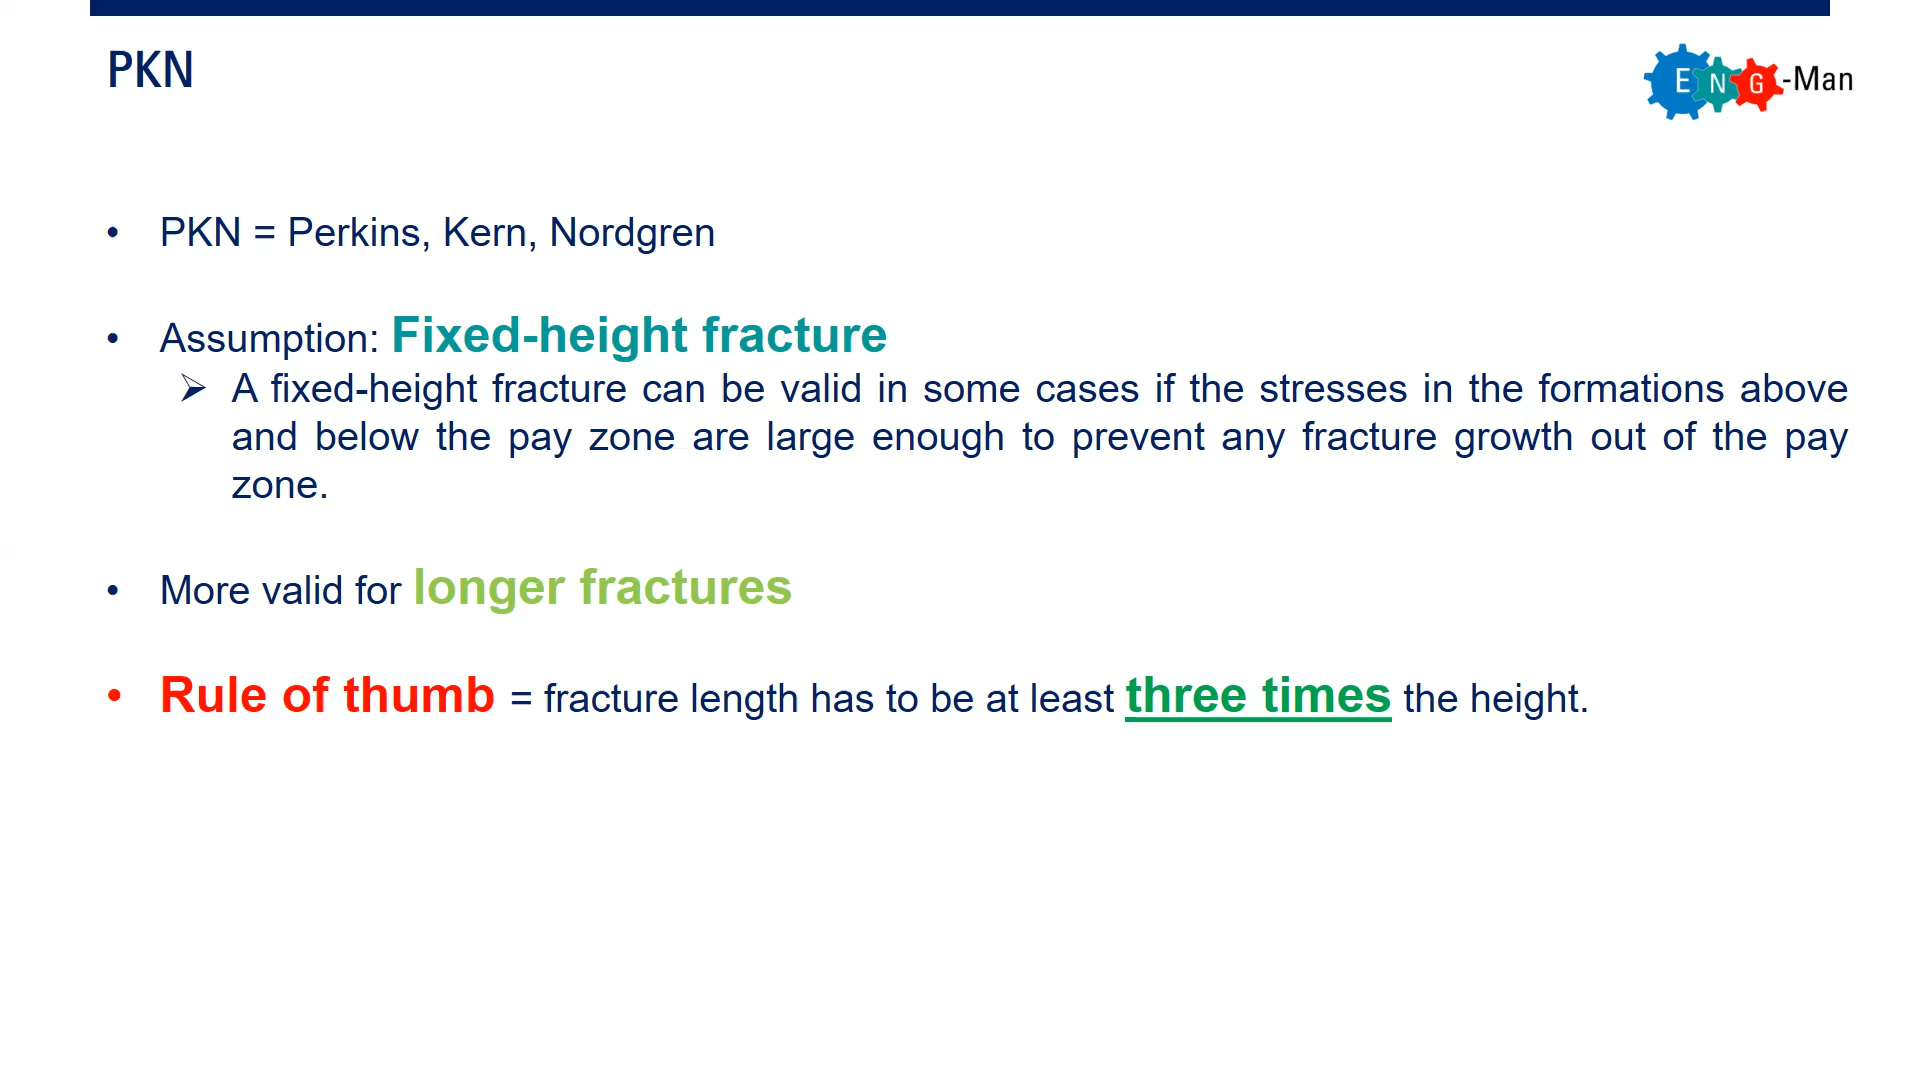 PKN
ENG-Man
• PKN = Perkins, Kern, Nordgren
• Assumption: Fixed-height fracture
➢ A fixed-height fracture can be valid in some cases if the stresses in the formations above
and below the pay zone are large enough to prevent any fracture growth out of the pay
zone.
• More valid for longer fractures
• Rule of thumb = fracture length has to be at least three times the height.